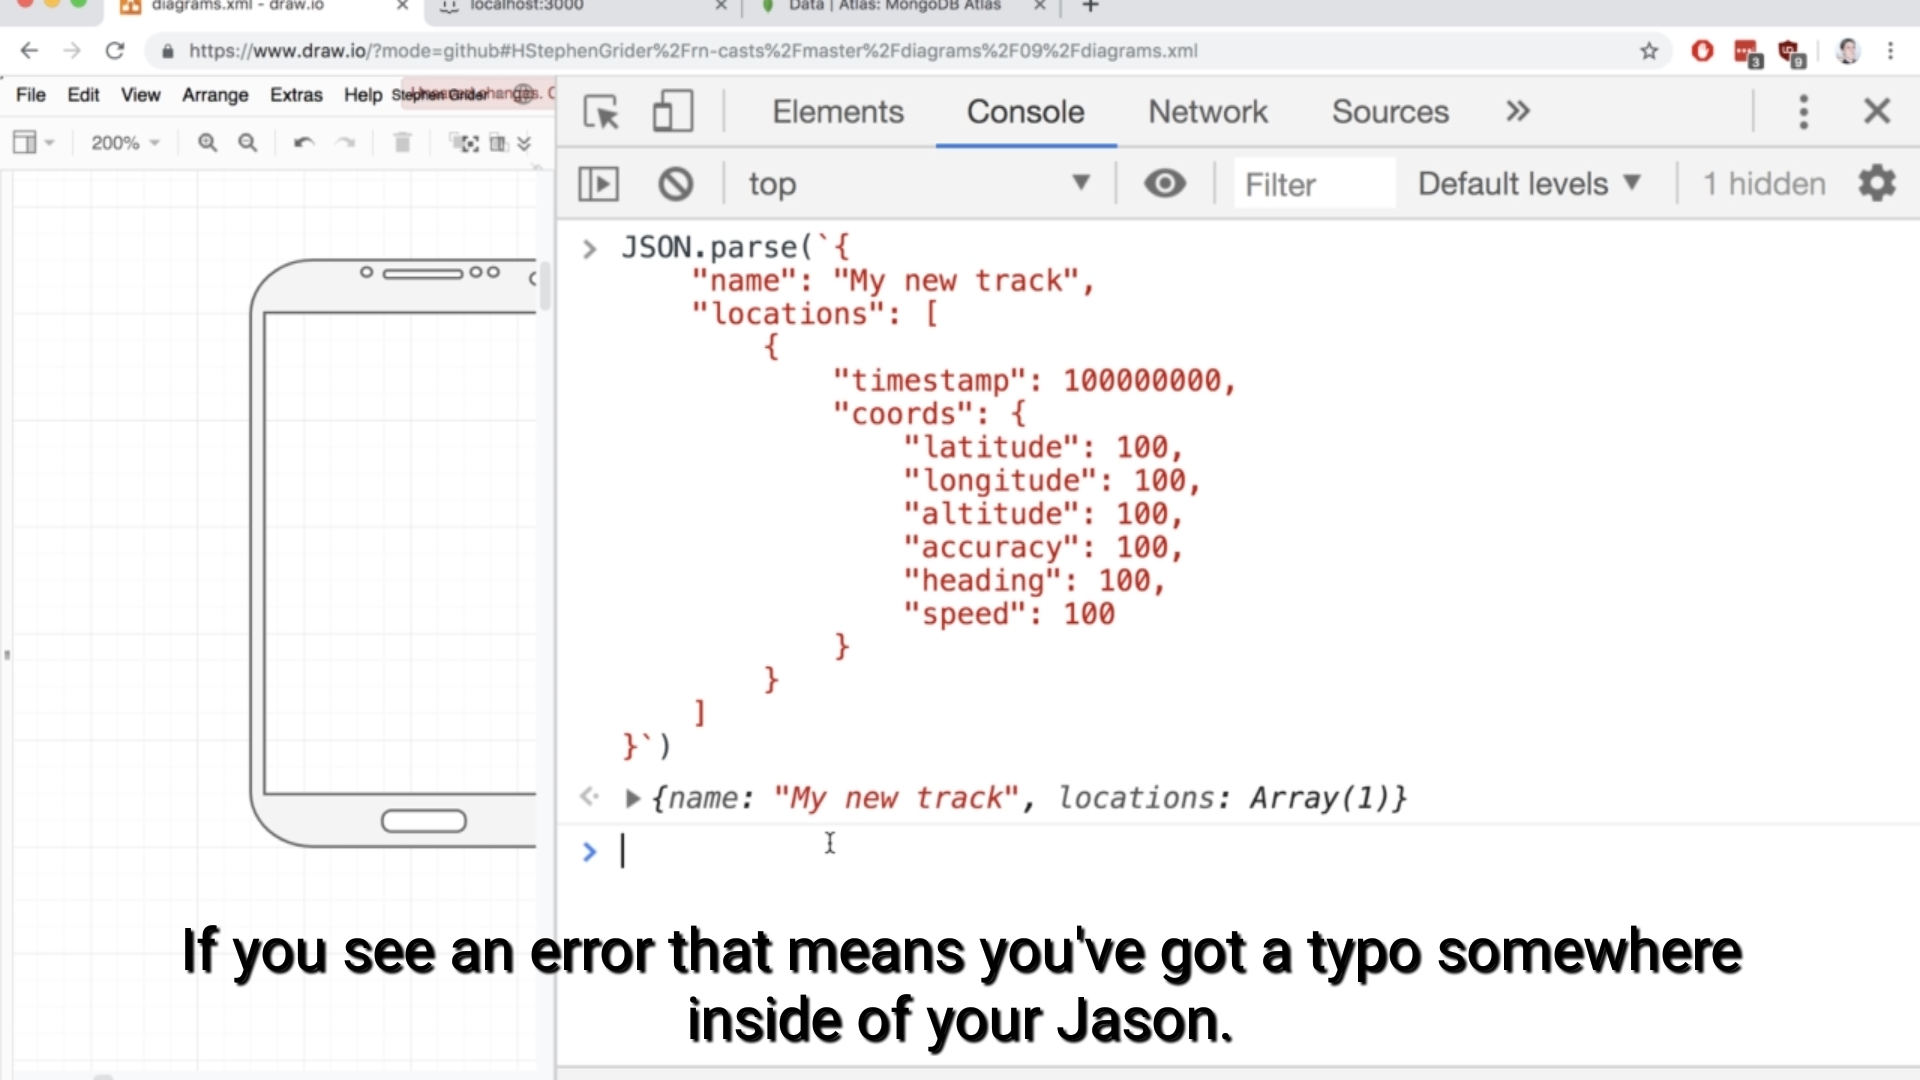 diagrams.xml - draw.io
localhost:3000
Data | Atlas: MongoDB Atlas
https://www.draw.io/?mode=github#HStephenGrider%2Frn-casts%2Fmaster%2Fdiagrams%2F09%2Fdiagrams.xml
3
9
File Edit View Arrange Extras Help Stephen Grider
200%
Elements Console Network Sources
top Filter Default levels 1 hidden
JSON.parse(`{
"name": "My new track",
"locations": [
{
"timestamp": 100000000,
"coords": {
"latitude": 100,
"longitude": 100,
"altitude": 100,
"accuracy": 100,
"heading": 100,
"speed": 100
}
}
]
}`)
{name: "My new track", locations: Array(1)}
If you see an error that means you've got a typo somewhere
inside of your Jason.